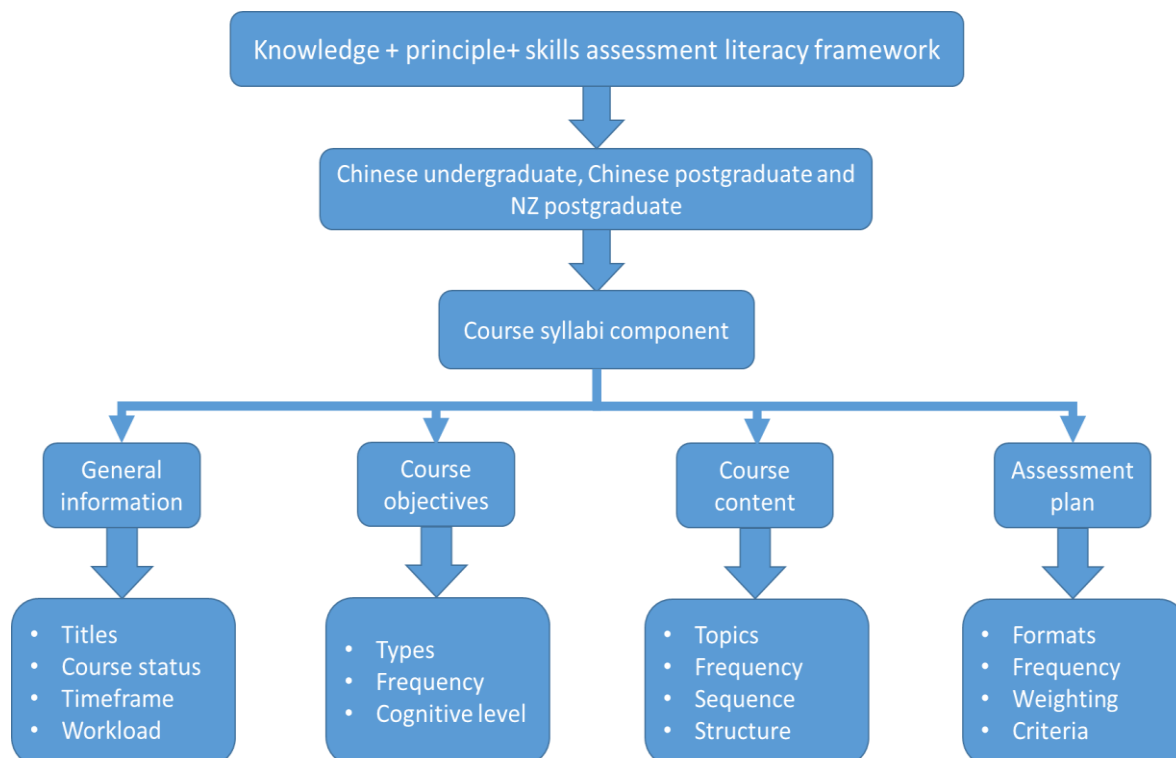 Knowledge + principle+ skills assessment literacy framework
Chinese undergraduate, Chinese postgraduate and
NZ postgraduate
Course syllabi component
General
information
Course
objectives
Course
content
Assessment
plan
• Titles
• Course status
• Timeframe
• Workload
• Types
• Frequency
• Cognitive level
• Topics
• Frequency
• Sequence
• Structure
• Formats
• Frequency
• Weighting
• Criteria